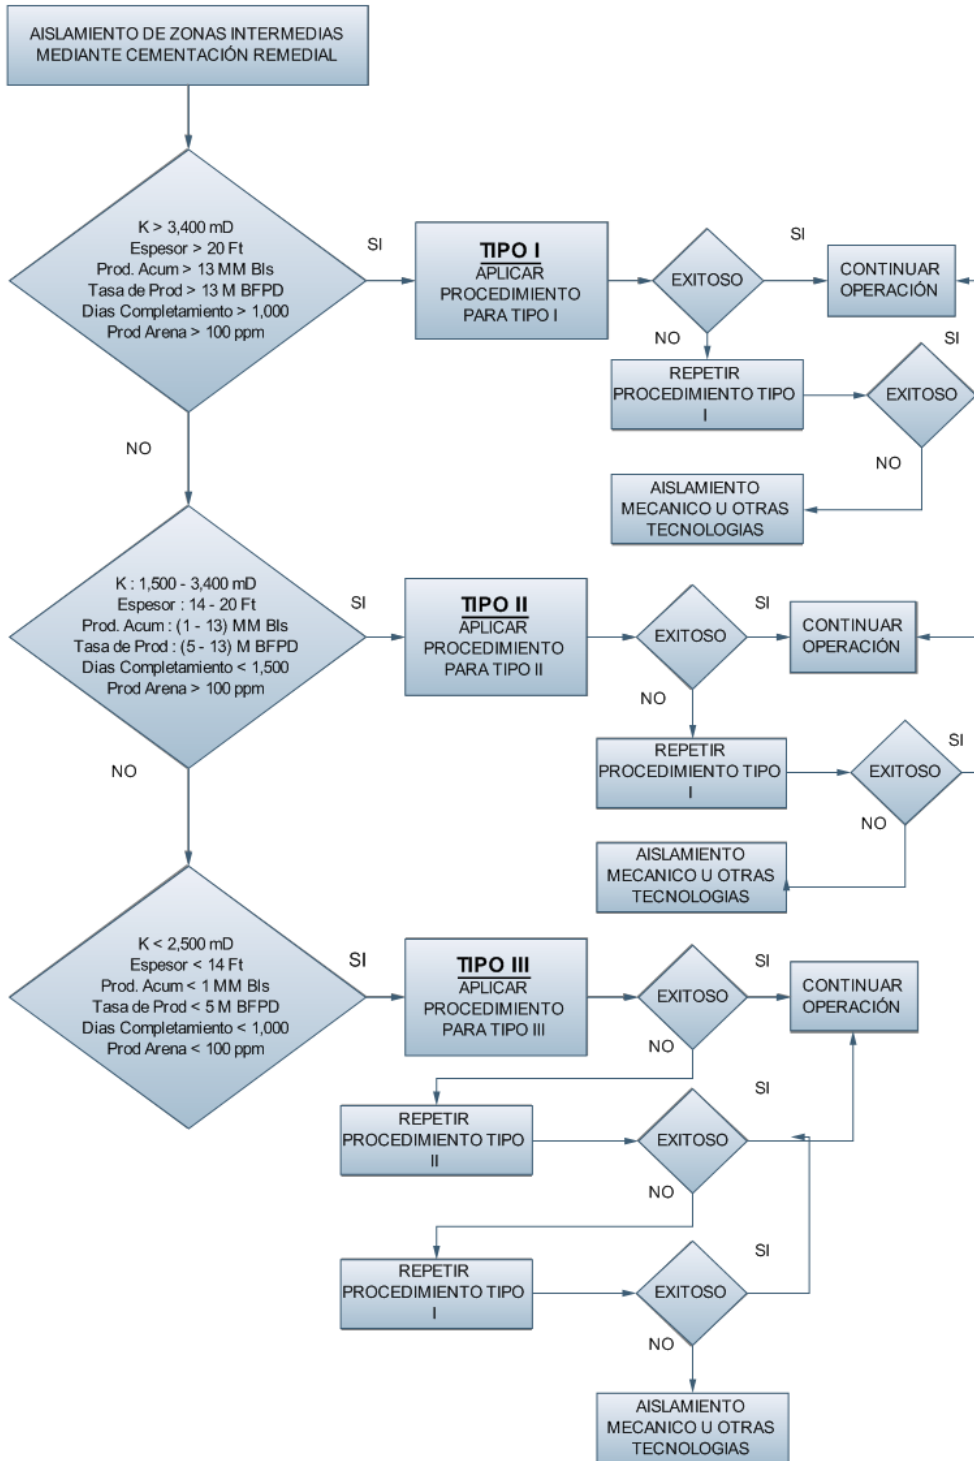 AISLAMIENTO DE ZONAS INTERMEDIAS
MEDIANTE CEMENTACIÓN REMEDIAL
K > 3,400 mD
Espesor > 20 Ft
Prod. Acum > 13 MM Bls
Tasa de Prod > 13 M BFPD
Dias Completamiento > 1,000
Prod Arena > 100 ppm
SI
TIPO I
APLICAR
PROCEDIMIENTO
PARA TIPO I
EXITOSO
SI
CONTINUAR
OPERACIÓN
NO
REPETIR
PROCEDIMIENTO TIPO
I
EXITOSO
SI
NO
AISLAMIENTO
MECANICO U OTRAS
TECNOLOGIAS
NO
K : 1,500 - 3,400 mD
Espesor : 14 - 20 Ft
Prod. Acum : (1 - 13) MM Bls
Tasa de Prod : (5 - 13) M BFPD
Dias Completamiento < 1,500
Prod Arena > 100 ppm
SI
TIPO II
APLICAR
PROCEDIMIENTO
PARA TIPO II
EXITOSO
SI
CONTINUAR
OPERACIÓN
NO
REPETIR
PROCEDIMIENTO TIPO
I
EXITOSO
SI
NO
AISLAMIENTO
MECANICO U OTRAS
TECNOLOGIAS
NO
K < 2,500 mD
Espesor < 14 Ft
Prod. Acum < 1 MM Bls
Tasa de Prod < 5 M BFPD
Dias Completamiento < 1,000
Prod Arena < 100 ppm
SI
TIPO III
APLICAR
PROCEDIMIENTO
PARA TIPO III
EXITOSO
SI
CONTINUAR
OPERACIÓN
NO
REPETIR
PROCEDIMIENTO TIPO
II
EXITOSO
SI
NO
REPETIR
PROCEDIMIENTO TIPO
I
EXITOSO
SI
NO
AISLAMIENTO
MECANICO U OTRAS
TECNOLOGIAS